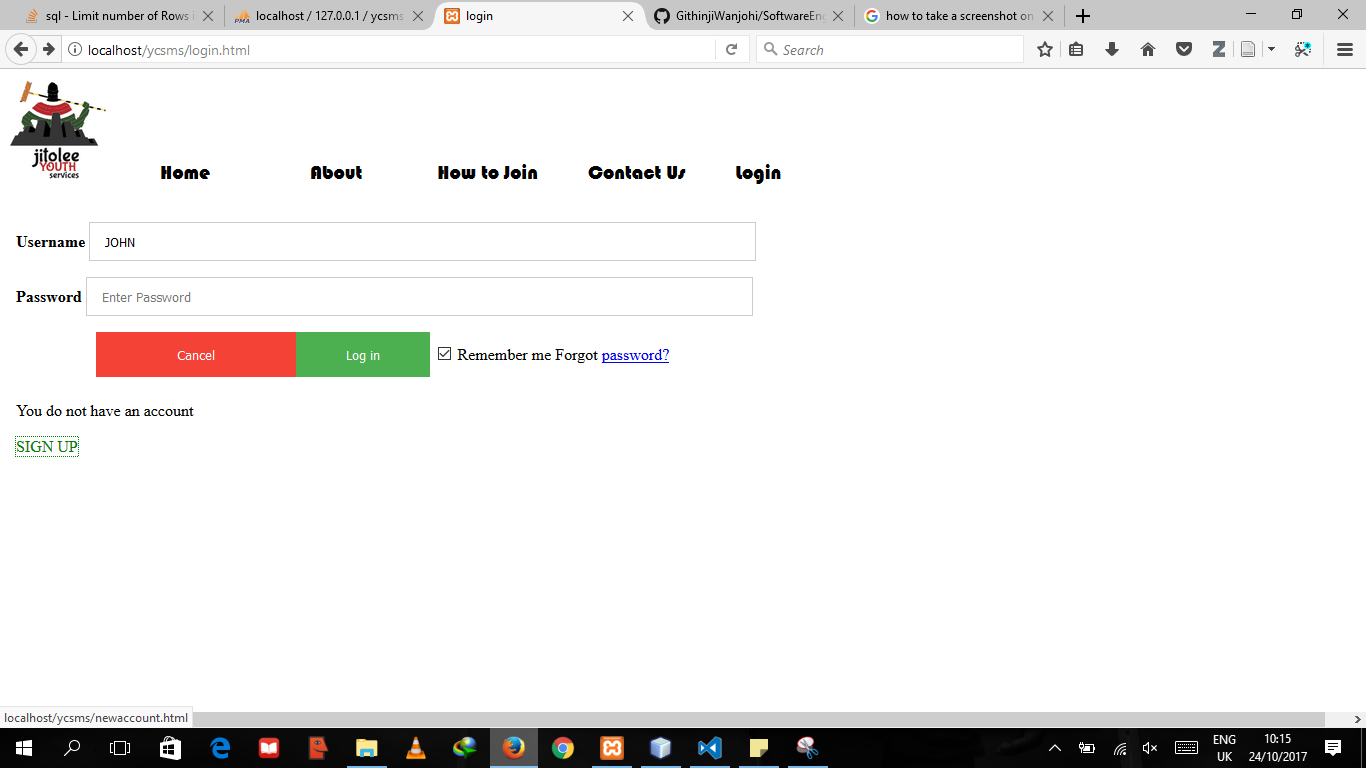 sql - Limit number of Rows i
localhost / 127.0.0.1 / ycsms
login
GithinjiWanjohi/SoftwareEng
how to take a screenshot on
localhost/ycsms/login.html
Search
jitolee
YOUTH
services
Home About How to Join Contact Us Login
Username JOHN
Password Enter Password
Cancel Log in Remember me Forgot password?
You do not have an account
SIGN UP
localhost/ycsms/newaccount.html
ENG 10:15
UK 24/10/2017